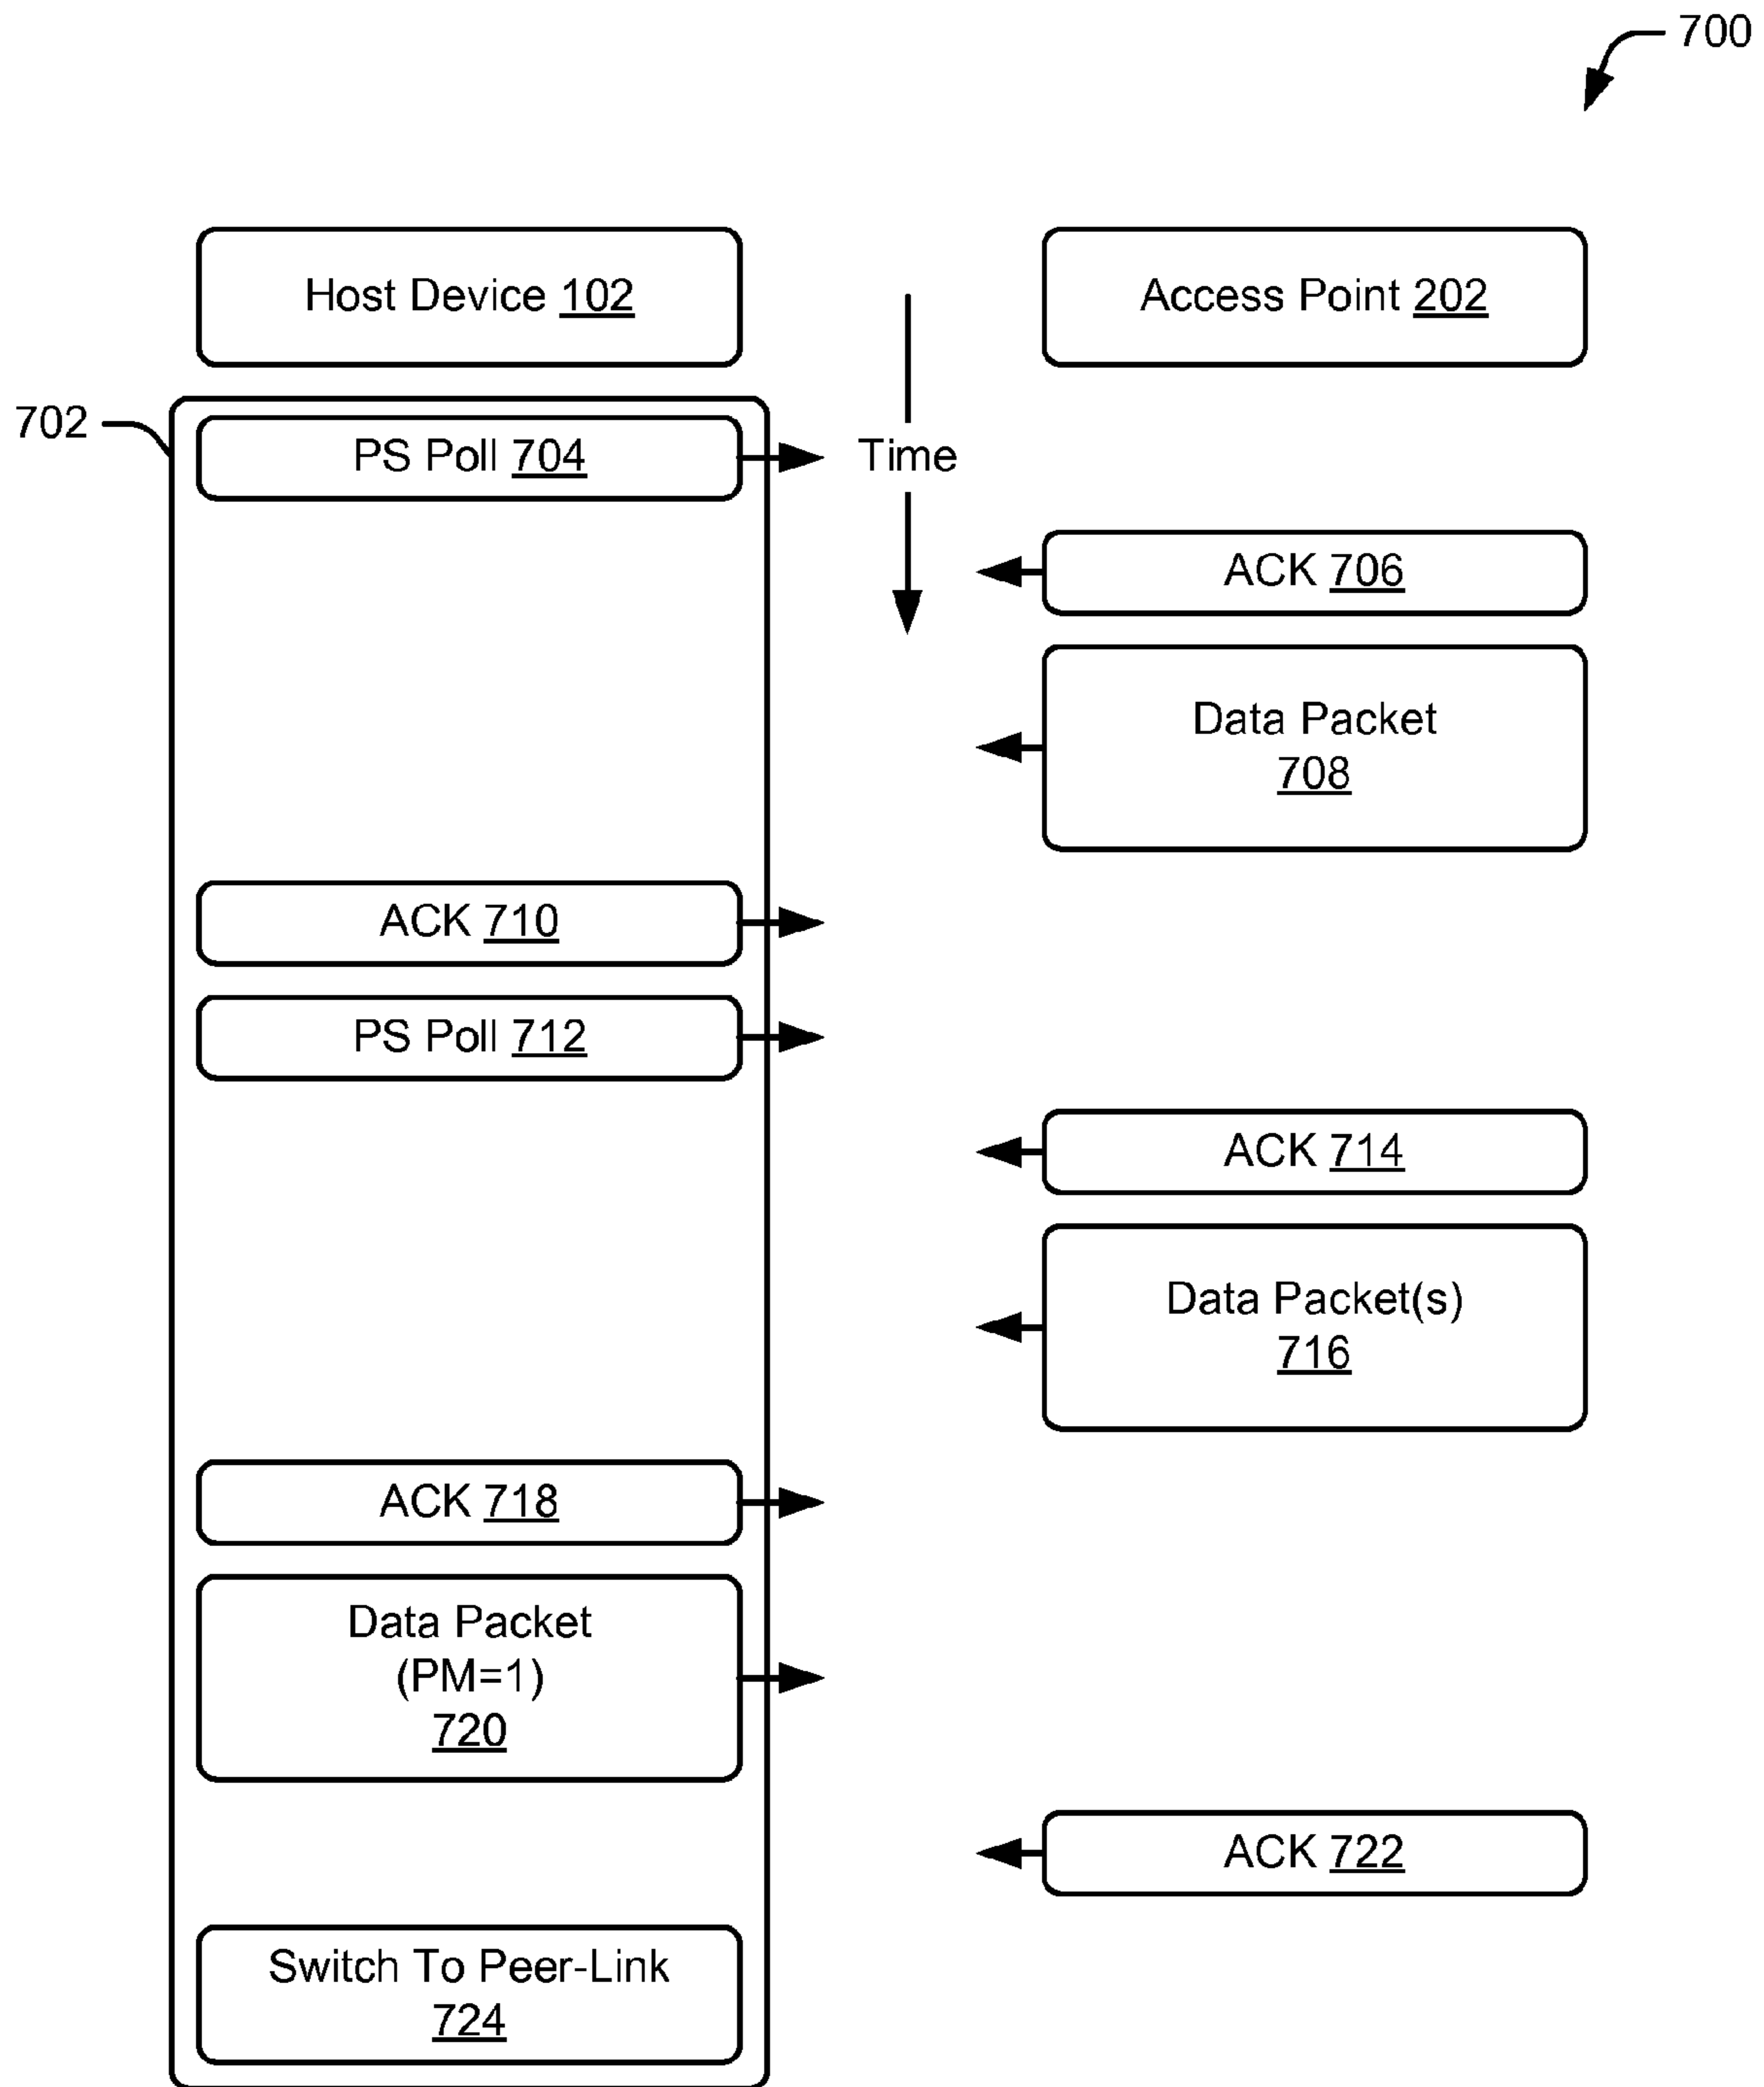 700
Host Device 102
Access Point 202
702
PS Poll 704
Time
ACK 706
Data Packet
708
ACK 710
PS Poll 712
ACK 714
Data Packet(s)
716
ACK 718
Data Packet
(PM=1)
720
ACK 722
Switch To Peer-Link
724